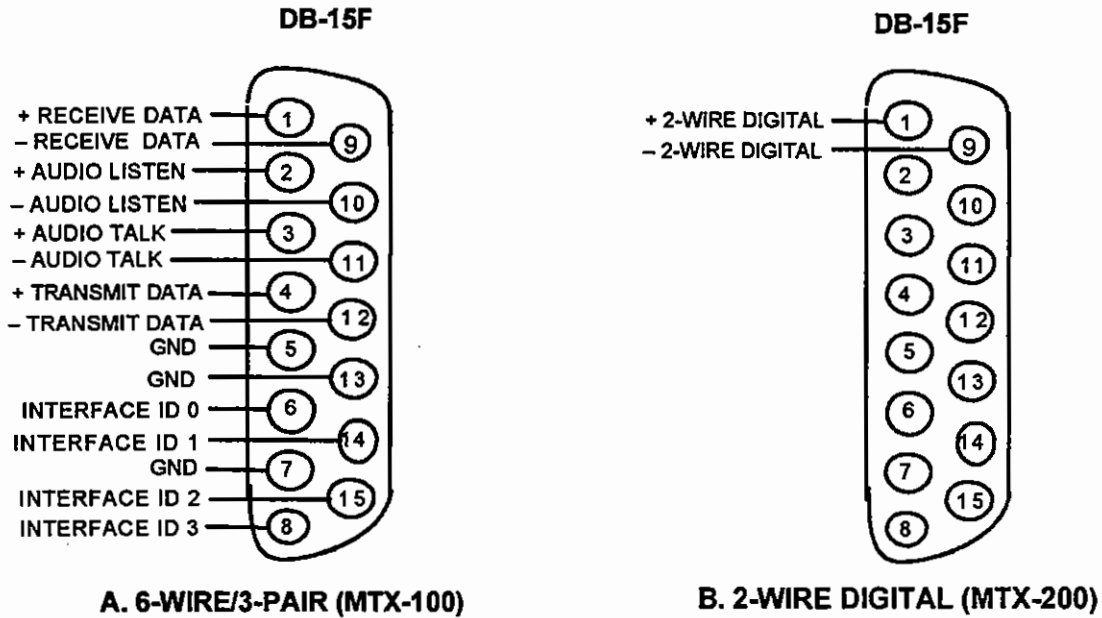 DB-15F
+ RECEIVE DATA 1
– RECEIVE DATA 9
+ AUDIO LISTEN 2
– AUDIO LISTEN 10
+ AUDIO TALK 3
– AUDIO TALK 11
+ TRANSMIT DATA 4
– TRANSMIT DATA 12
GND 5
GND 13
INTERFACE ID 0 6
INTERFACE ID 1 14
GND 7
INTERFACE ID 2 15
INTERFACE ID 3 8
A. 6-WIRE/3-PAIR (MTX-100)
DB-15F
+ 2-WIRE DIGITAL 1
– 2-WIRE DIGITAL 9
2
10
3
11
4
12
5
13
6
14
7
15
8
B. 2-WIRE DIGITAL (MTX-200)